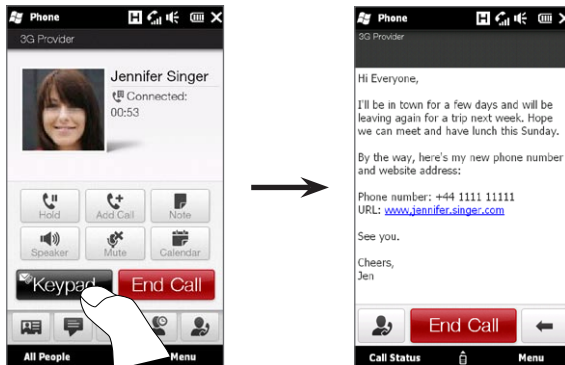 Phone
H
3G Provider
Jennifer Singer
Connected:
00:53
Hold
Add Call
Note
Speaker
Mute
Calendar
Keypad
End Call
All People
Menu
Phone
H
3G Provider
Hi Everyone,
I'll be in town for a few days and will be
leaving again for a trip next week. Hope
we can meet and have lunch this Sunday.
By the way, here's my new phone number
and website address:
Phone number: +44 1111 11111
URL: www.jennifer.singer.com
See you.
Cheers,
Jen
End Call
Call Status
Menu